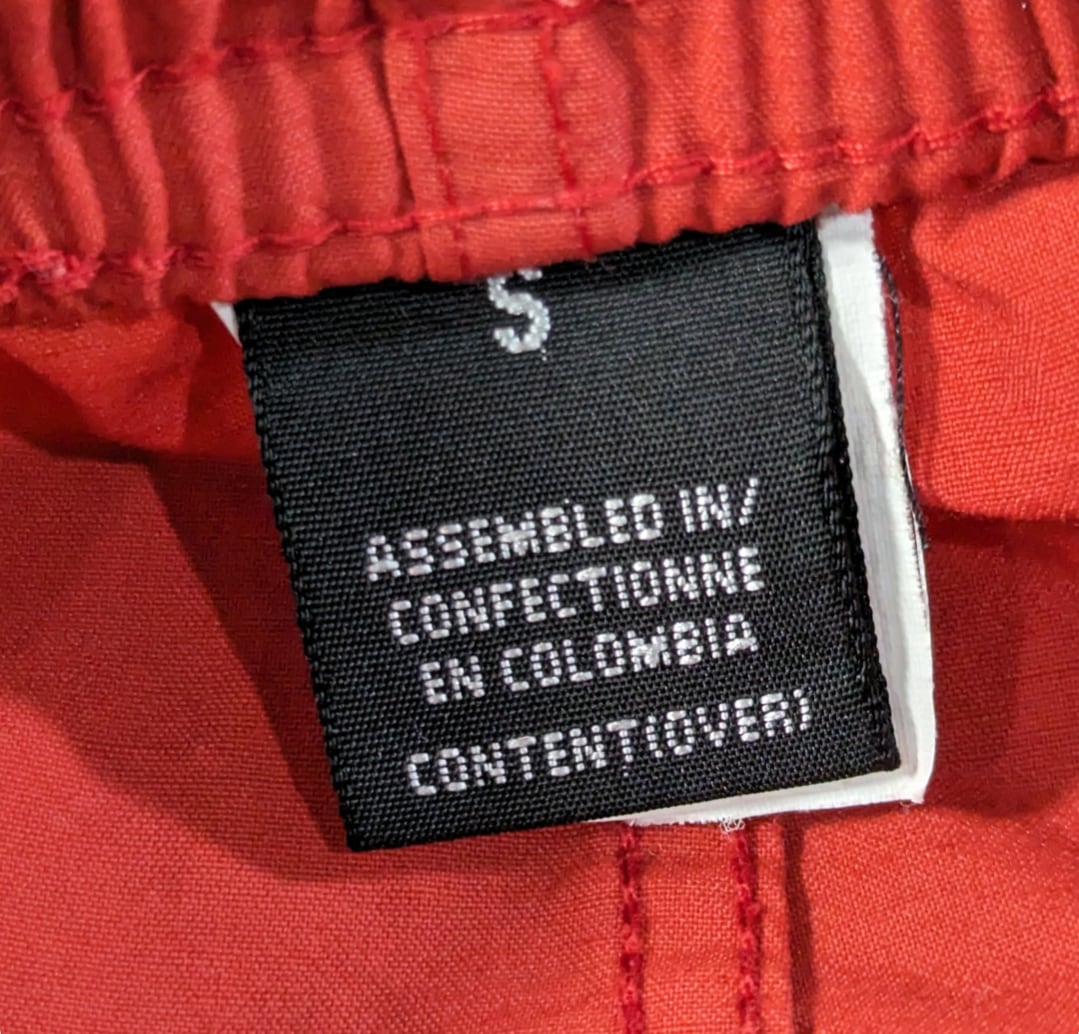 S
ASSEMBLED IN/
CONFECTIONNE
EN COLOMBIA
CONTENT(OVER)